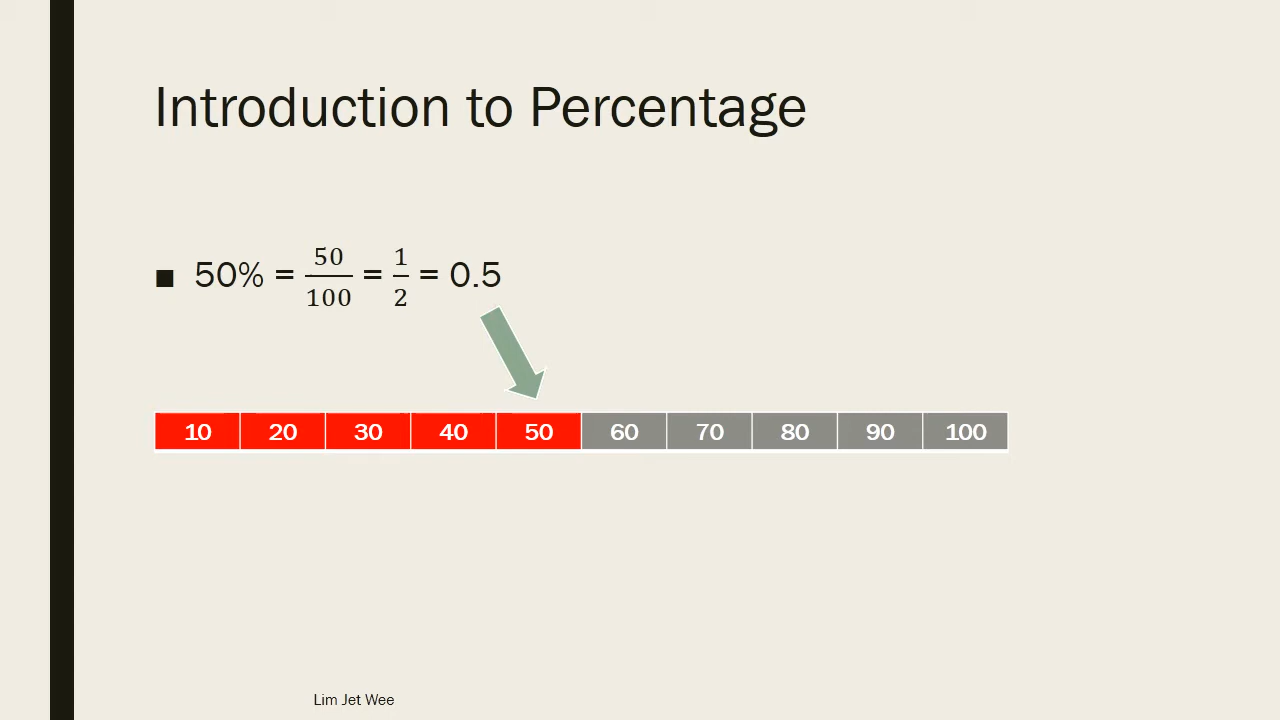 Introduction to Percentage
■ 50% = 50/100 = 1/2 = 0.5
10 20 30 40 50 60 70 80 90 100
Lim Jet Wee